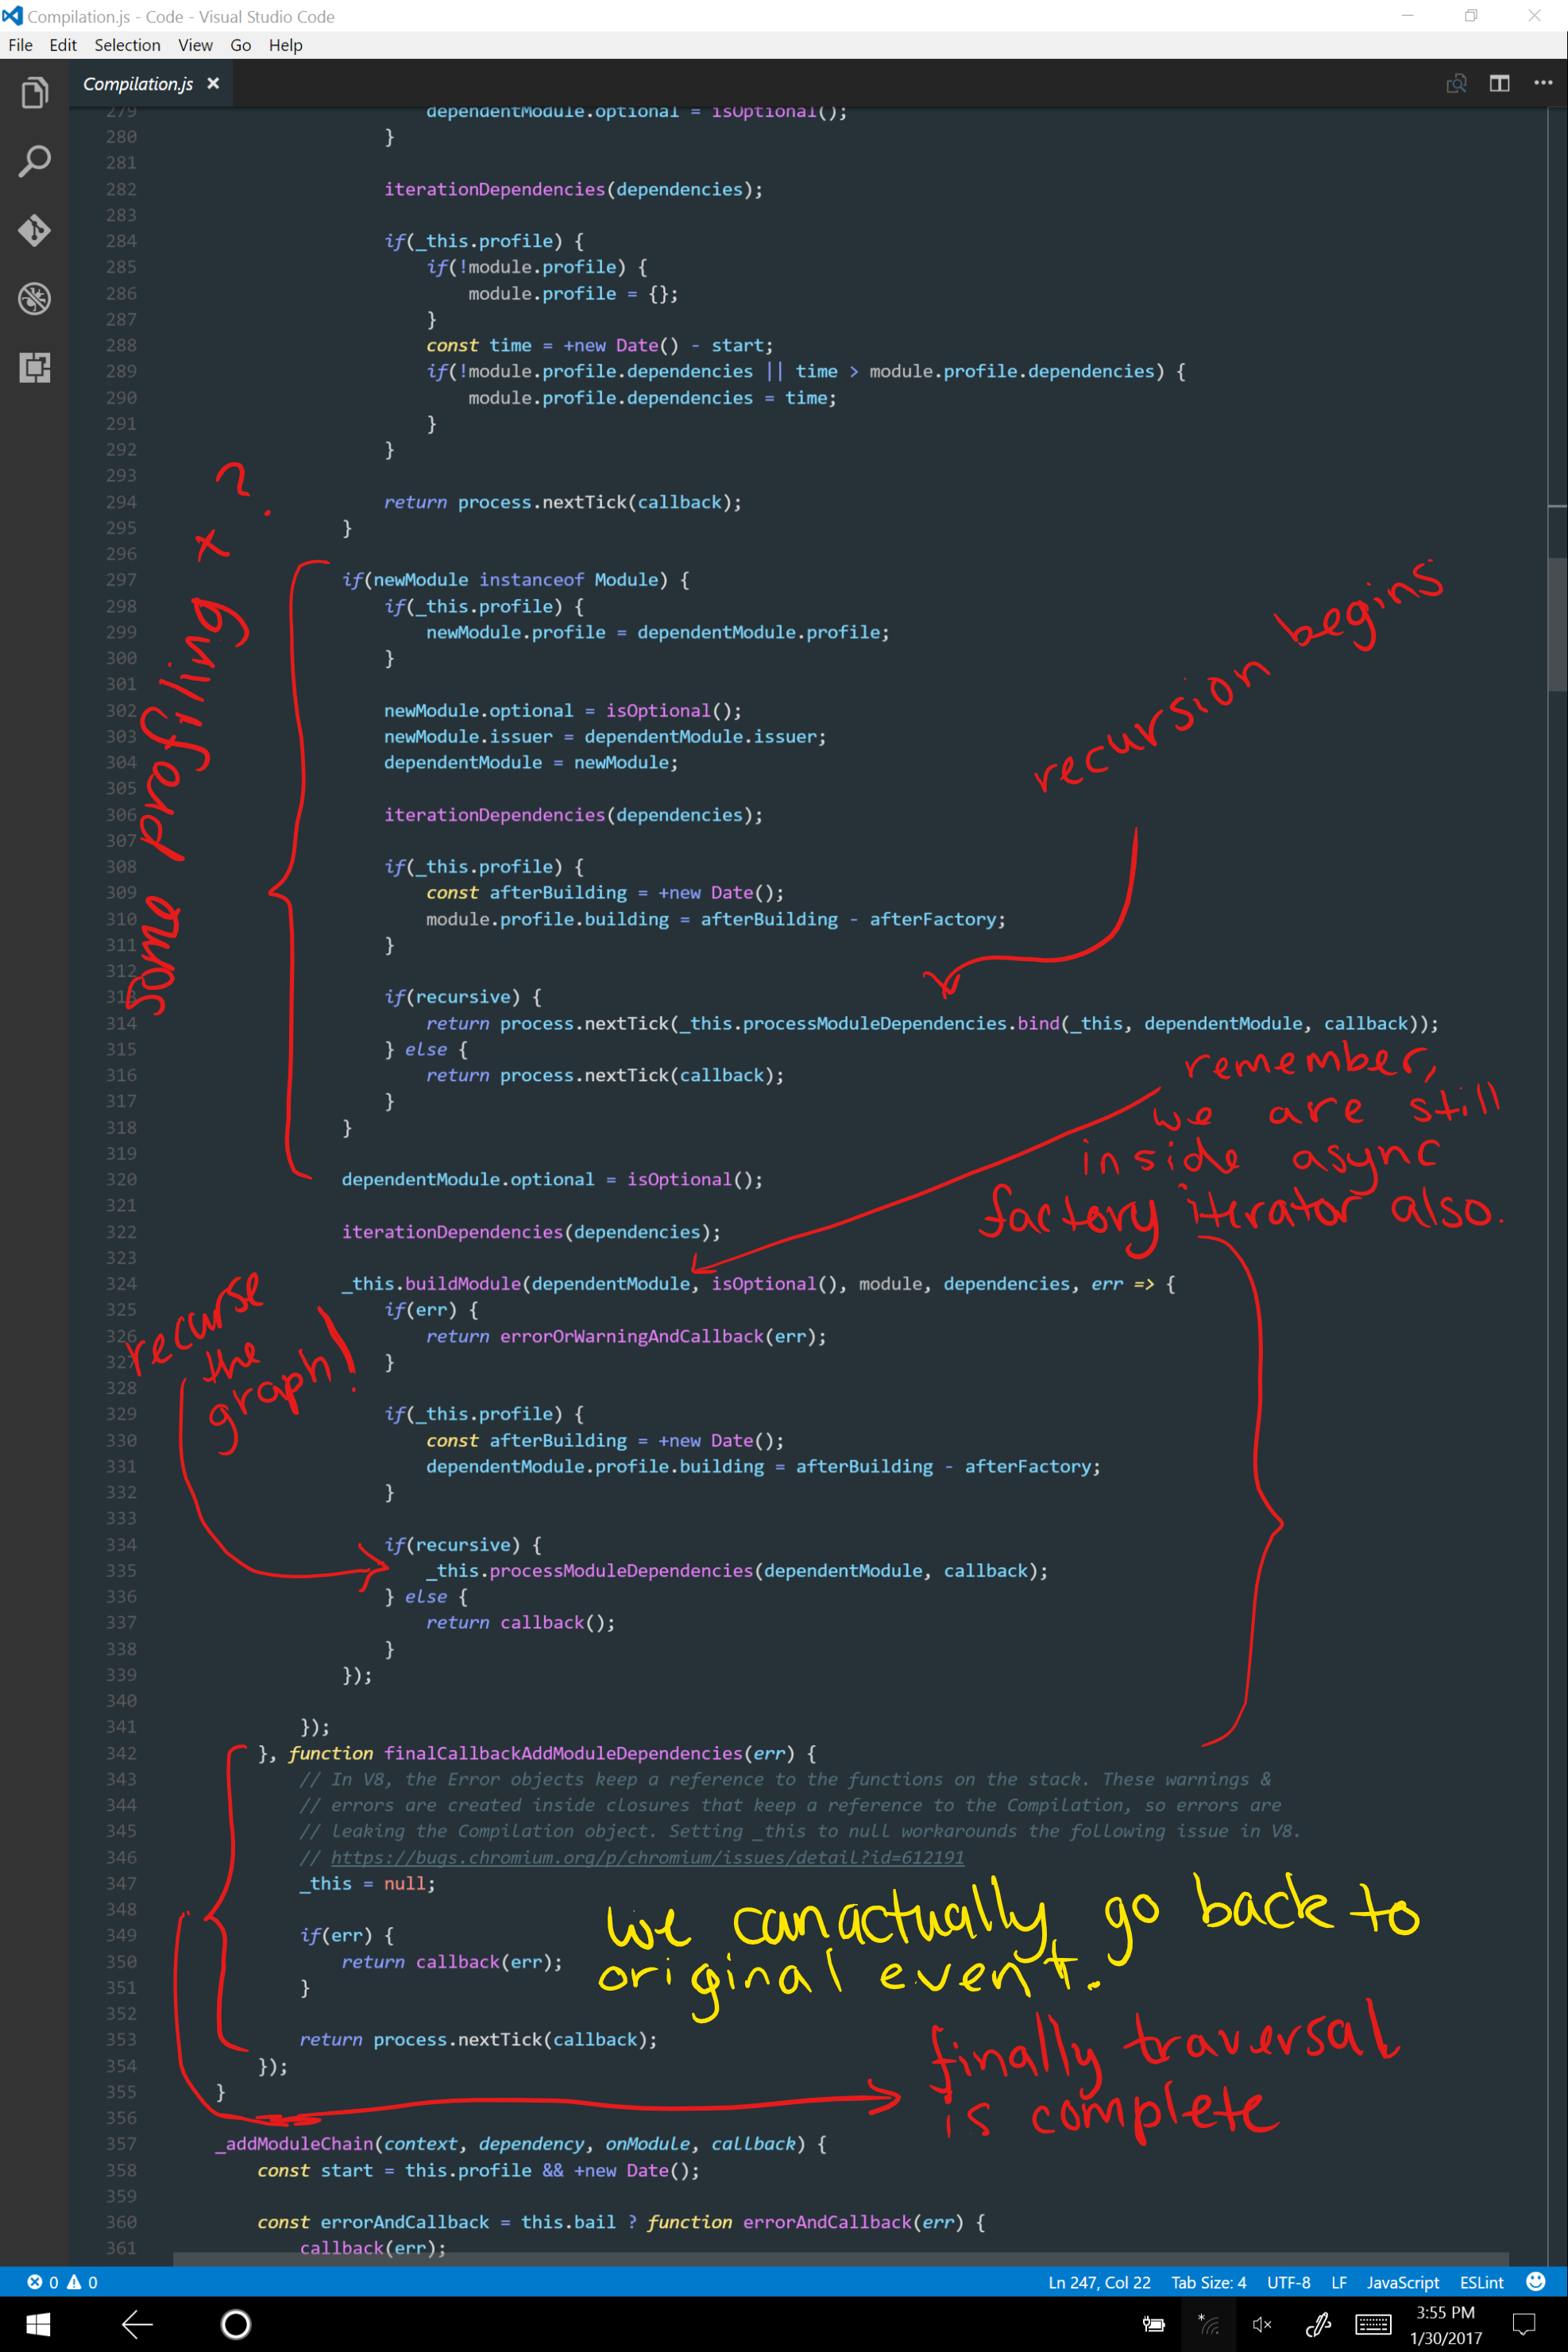 Compilation.js - Code - Visual Studio Code
File Edit Selection View Go Help
Compilation.js ×
279 dependentModule.optional = isOptional();
280 }
281
282 iterationDependencies(dependencies);
283
284 if(_this.profile) {
285 if(!module.profile) {
286 module.profile = {};
287 }
288 const time = +new Date() - start;
289 if(!module.profile.dependencies || time > module.profile.dependencies) {
290 module.profile.dependencies = time;
291 }
292 }
293
294 return process.nextTick(callback);
295 }
296
297 if(newModule instanceof Module) {
298 if(_this.profile) {
299 newModule.profile = dependentModule.profile;
300 }
301
302 newModule.optional = isOptional();
303 newModule.issuer = dependentModule.issuer;
304 dependentModule = newModule;
305
306 iterationDependencies(dependencies);
307
308 if(_this.profile) {
309 const afterBuilding = +new Date();
310 module.profile.building = afterBuilding - afterFactory;
311 }
312
313 if(recursive) {
314 return process.nextTick(_this.processModuleDependencies.bind(_this, dependentModule, callback));
315 } else {
316 return process.nextTick(callback);
317 }
318 }
319
320 dependentModule.optional = isOptional();
321
322 iterationDependencies(dependencies);
323
324 _this.buildModule(dependentModule, isOptional(), module, dependencies, err => {
325 if(err) {
326 return errorOrWarningAndCallback(err);
327 }
328
329 if(_this.profile) {
330 const afterBuilding = +new Date();
331 dependentModule.profile.building = afterBuilding - afterFactory;
332 }
333
334 if(recursive) {
335 _this.processModuleDependencies(dependentModule, callback);
336 } else {
337 return callback();
338 }
339 });
340
341 });
342 }, function finalCallbackAddModuleDependencies(err) {
343 // In V8, the Error objects keep a reference to the functions on the stack. These warnings &
344 // errors are created inside closures that keep a reference to the Compilation, so errors are
345 // leaking the Compilation object. Setting _this to null workarounds the following issue in V8.
346 // https://bugs.chromium.org/p/chromium/issues/detail?id=612191
347 _this = null;
348
349 if(err) {
350 return callback(err);
351 }
352
353 return process.nextTick(callback);
354 });
355 }
356
357 _addModuleChain(context, dependency, onModule, callback) {
358 const start = this.profile && +new Date();
359
360 const errorAndCallback = this.bail ? function errorAndCallback(err) {
361 callback(err);
some profiling + ?
recursion begins
remember,
we are still
inside async
factory iterator also.
recurse
the
graph!
we can actually go back to
original event.
finally traversal
is complete
0 0 Ln 247, Col 22 Tab Size: 4 UTF-8 LF JavaScript ESLint
3:55 PM
1/30/2017